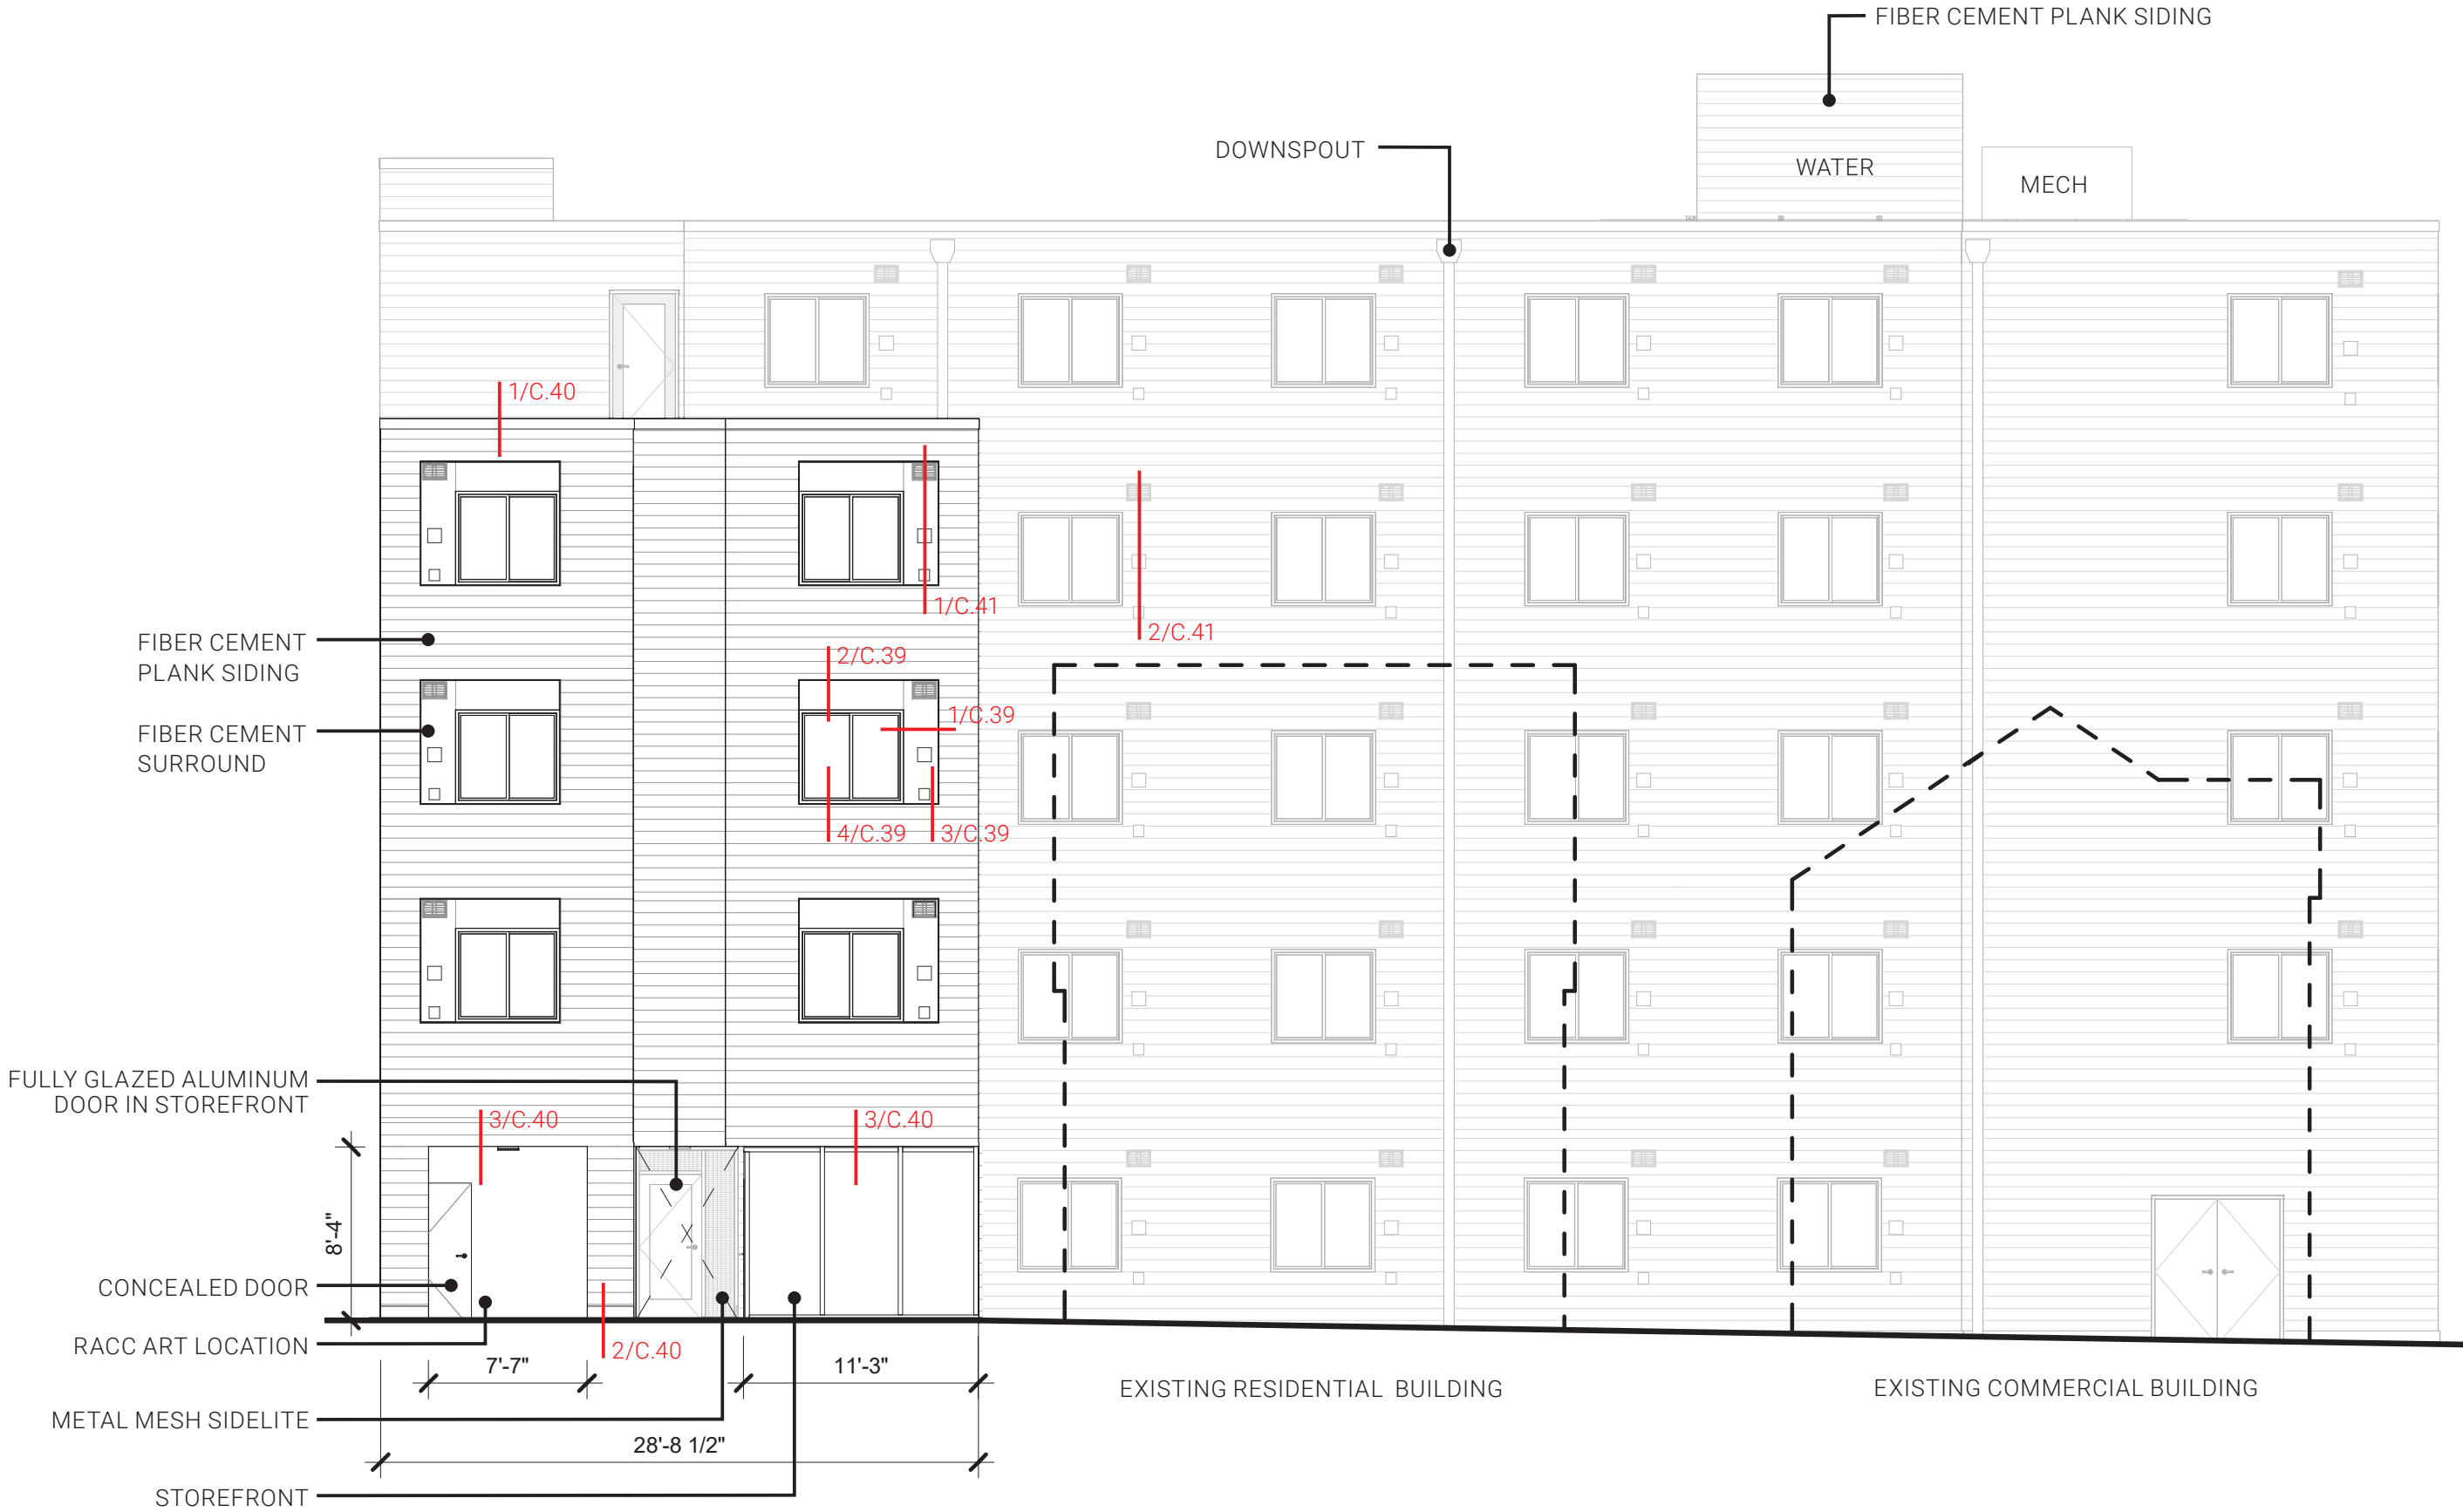 FIBER CEMENT PLANK SIDING
DOWNSPOUT
WATER
MECH
1/C.40
1/C.41
2/C.41
FIBER CEMENT
PLANK SIDING
2/C.39
1/C.39
FIBER CEMENT
SURROUND
4/C.39
3/C.39
FULLY GLAZED ALUMINUM
DOOR IN STOREFRONT
3/C.40
3/C.40
8'-4"
CONCEALED DOOR
RACC ART LOCATION
2/C.40
7'-7"
11'-3"
EXISTING RESIDENTIAL BUILDING
EXISTING COMMERCIAL BUILDING
METAL MESH SIDELITE
28'-8 1/2"
STOREFRONT